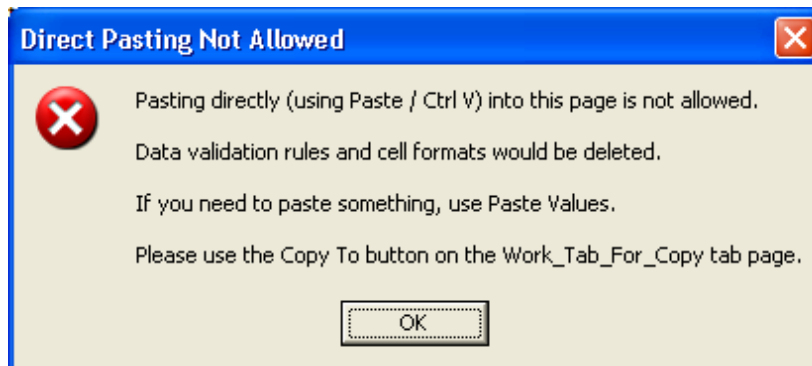 Direct Pasting Not Allowed
Pasting directly (using Paste / Ctrl V) into this page is not allowed.
Data validation rules and cell formats would be deleted.
If you need to paste something, use Paste Values.
Please use the Copy To button on the Work_Tab_For_Copy tab page.
OK